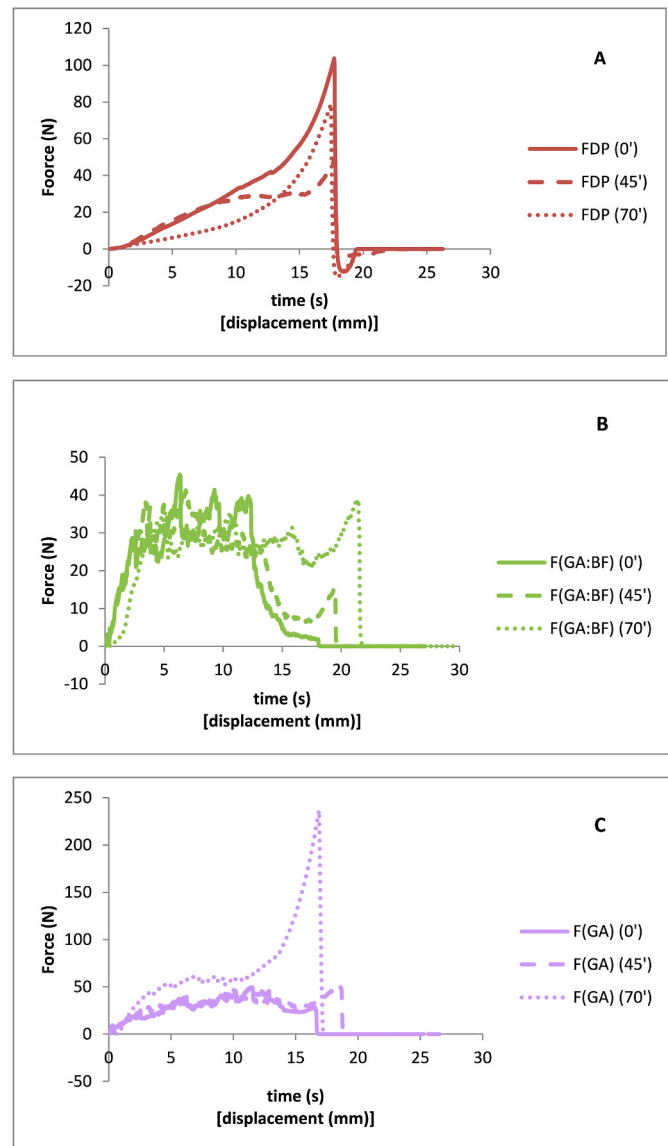 A
120
100
80
60
40
20
0
-20
Foorce (N)
0 5 10 15 20 25 30
time (s)
[displacement (mm)]
FDP (0')
FDP (45')
FDP (70')
B
50
40
30
20
10
0
-10
Force (N)
0 5 10 15 20 25 30
time (s)
[displacement (mm)]
F(GA:BF) (0')
F(GA:BF) (45')
F(GA:BF) (70')
C
250
200
150
100
50
0
-50
Force (N)
0 5 10 15 20 25 30
time (s)
[displacement (mm)]
F(GA) (0')
F(GA) (45')
F(GA) (70')